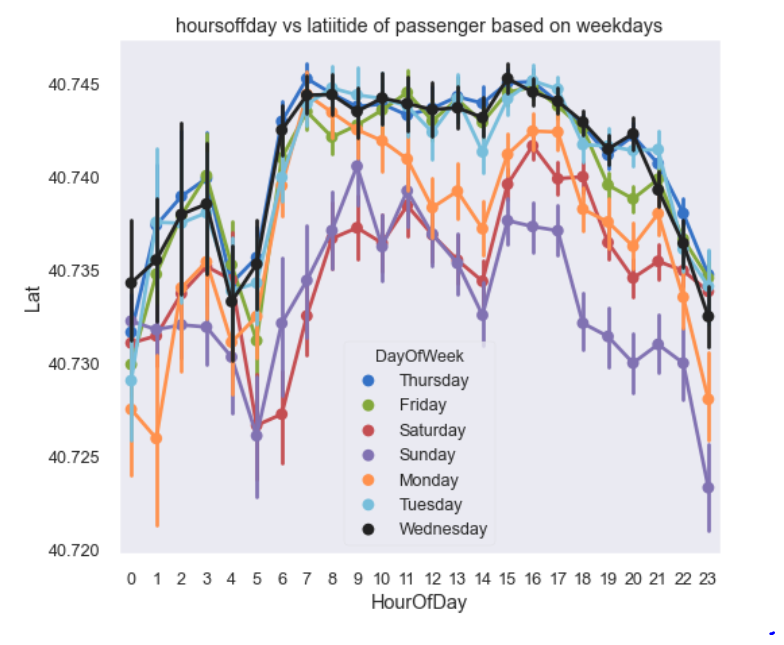 hoursoffday vs latiitide of passenger based on weekdays
40.745
40.740
40.735
40.730
40.725
40.720
Lat
DayOfWeek
Thursday
Friday
Saturday
Sunday
Monday
Tuesday
Wednesday
0 1 2 3 4 5 6 7 8 9 10 11 12 13 14 15 16 17 18 19 20 21 22 23
HourOfDay